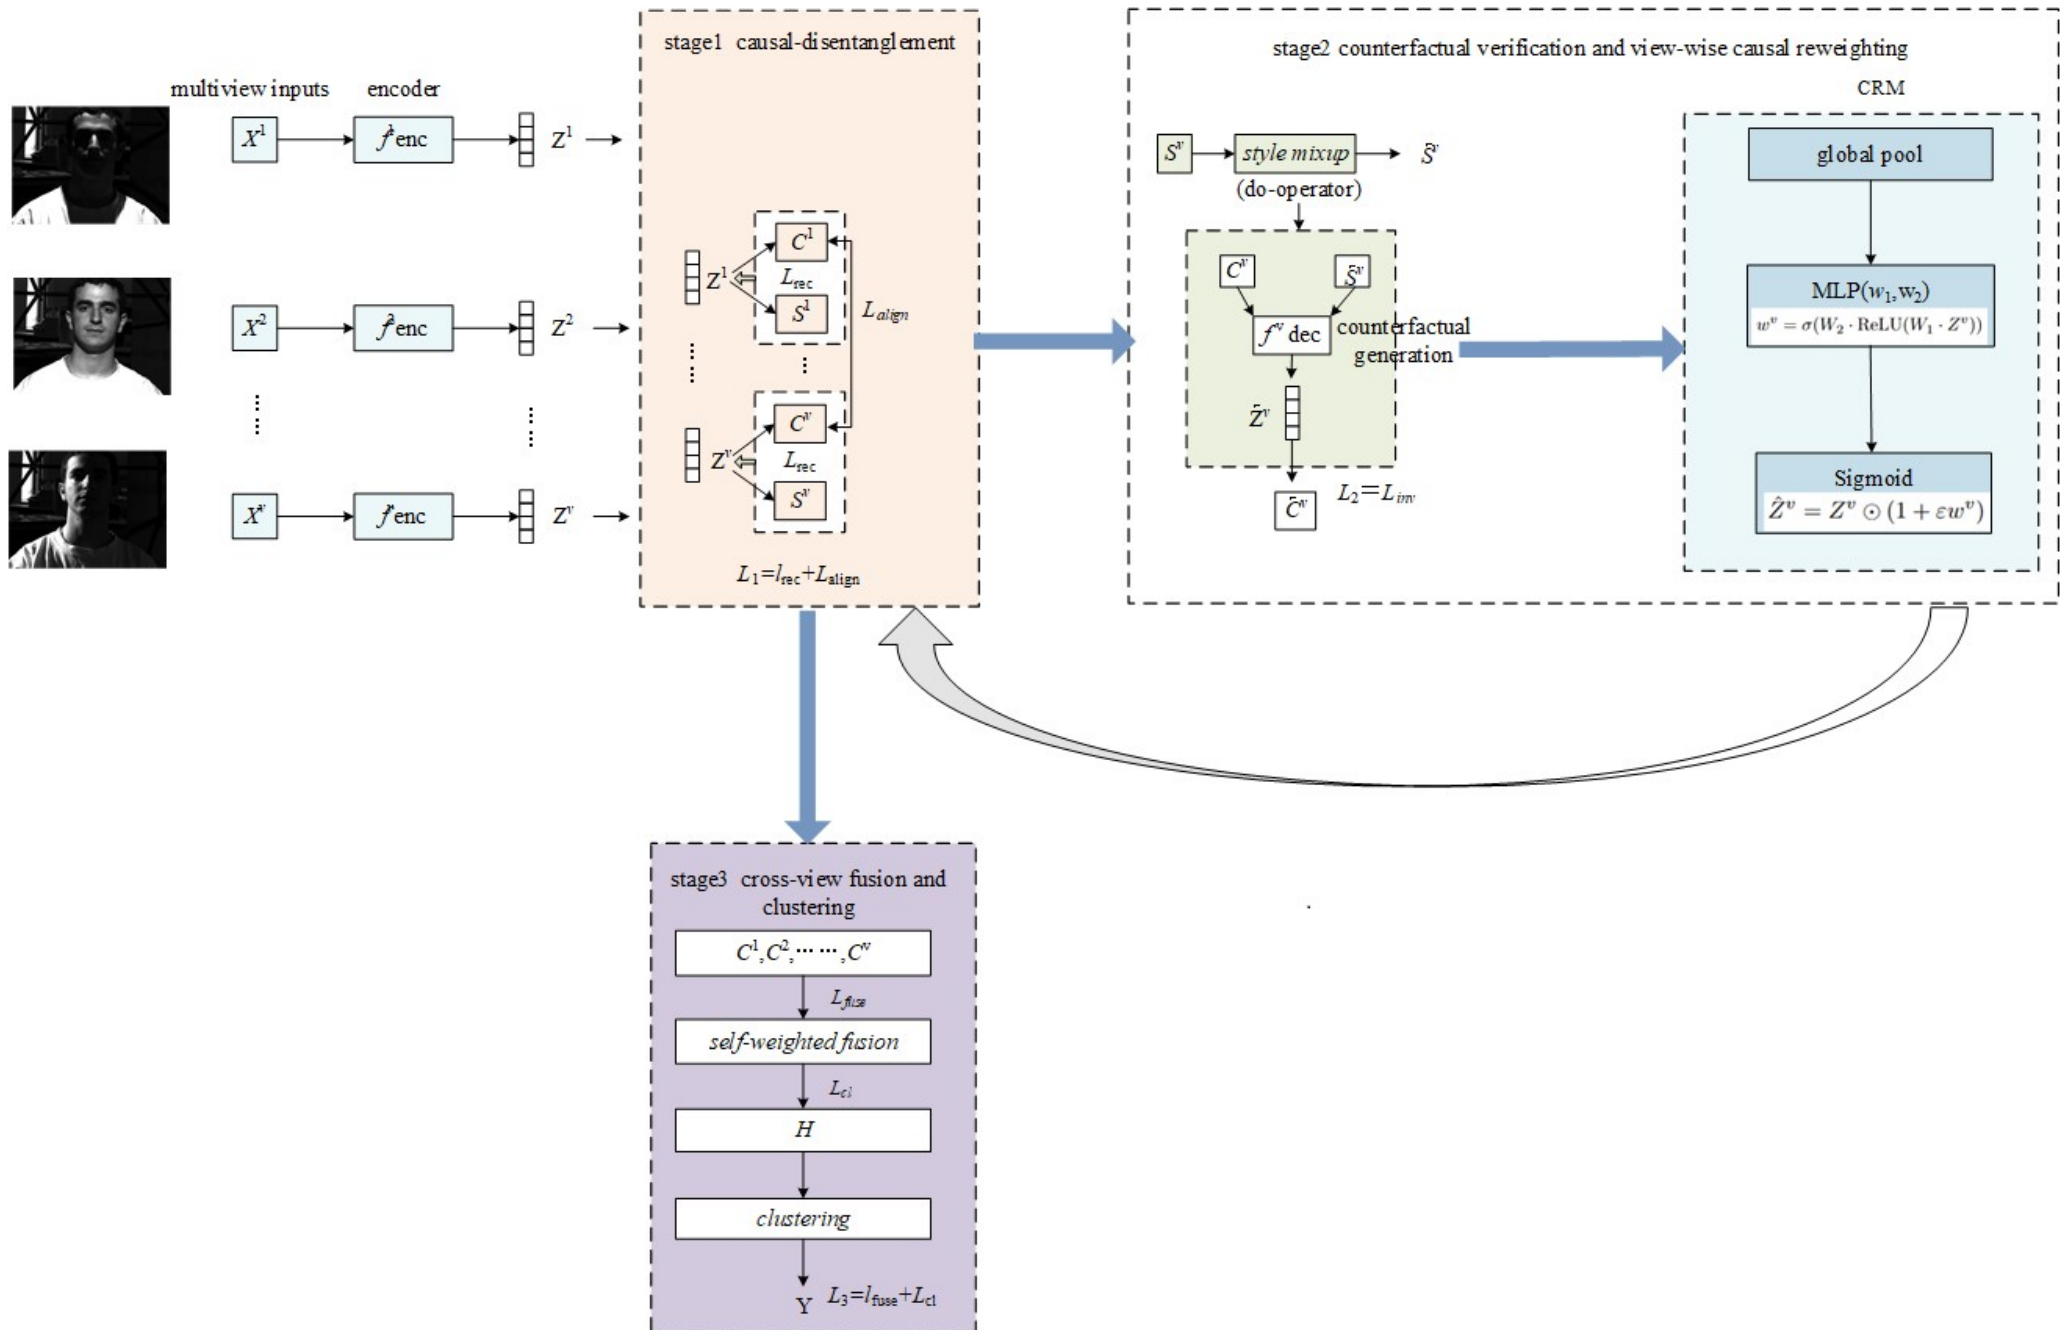 multiview inputs
encoder
X¹
f¹enc
Z¹
X²
f²enc
Z²
Xᵛ
fᵛenc
Zᵛ
stage1 causal-disentanglement
C¹
Z¹
L_rec
S¹
L_align
Cᵛ
Zᵛ
L_rec
Sᵛ
L₁=l_rec+L_align
stage2 counterfactual verification and view-wise causal reweighting
Sᵛ
style mixup
S̃ᵛ
(do-operator)
Cᵛ
S̃ᵛ
fᵛ dec
counterfactual
generation
Z̃ᵛ
C̃ᵛ
L₂=L_inv
CRM
global pool
MLP(w₁,w₂)
wᵛ = σ(W₂ · ReLU(W₁ · Zᵛ))
Sigmoid
Ẑᵛ = Zᵛ ⊙ (1 + εwᵛ)
stage3 cross-view fusion and
clustering
C¹,C²,⋯ ⋯,Cᵛ
L_fuse
self-weighted fusion
L_cl
H
clustering
Y
L₃=l_fuse+L_cl